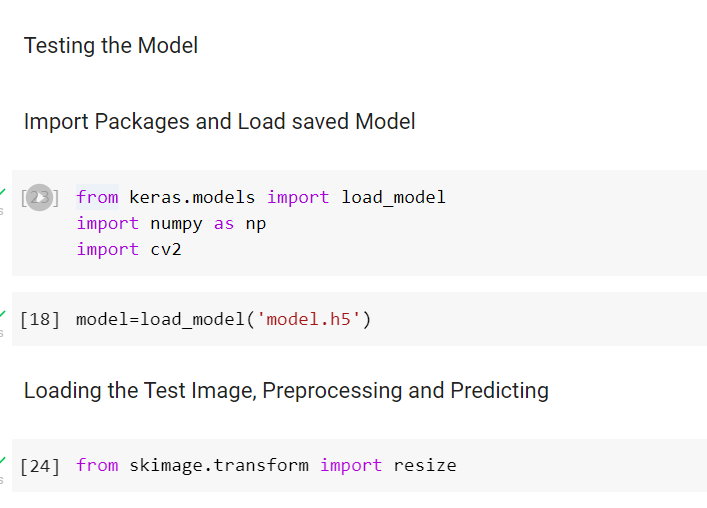 Testing the Model
Import Packages and Load saved Model
[23] from keras.models import load_model
import numpy as np
import cv2
[18] model=load_model('model.h5')
Loading the Test Image, Preprocessing and Predicting
[24] from skimage.transform import resize